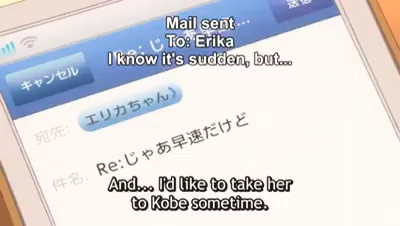 Mail sent
To: Erika
I know it's sudden, but...
キャンセル
宛先:
エリカちゃん
件名:
Re:じゃあ早速だけど
And... I'd like to take her
to Kobe sometime.